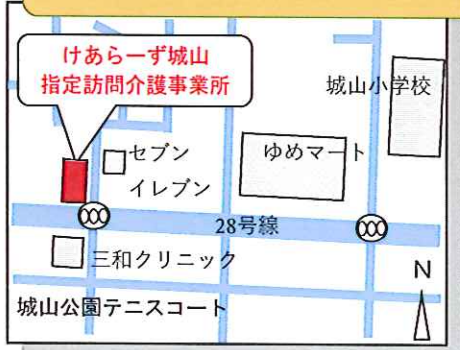 けあらーず城山
指定訪問介護事業所
城山小学校
セブン
イレブン
ゆめマート
28号線
三和クリニック
N
城山公園テニスコート